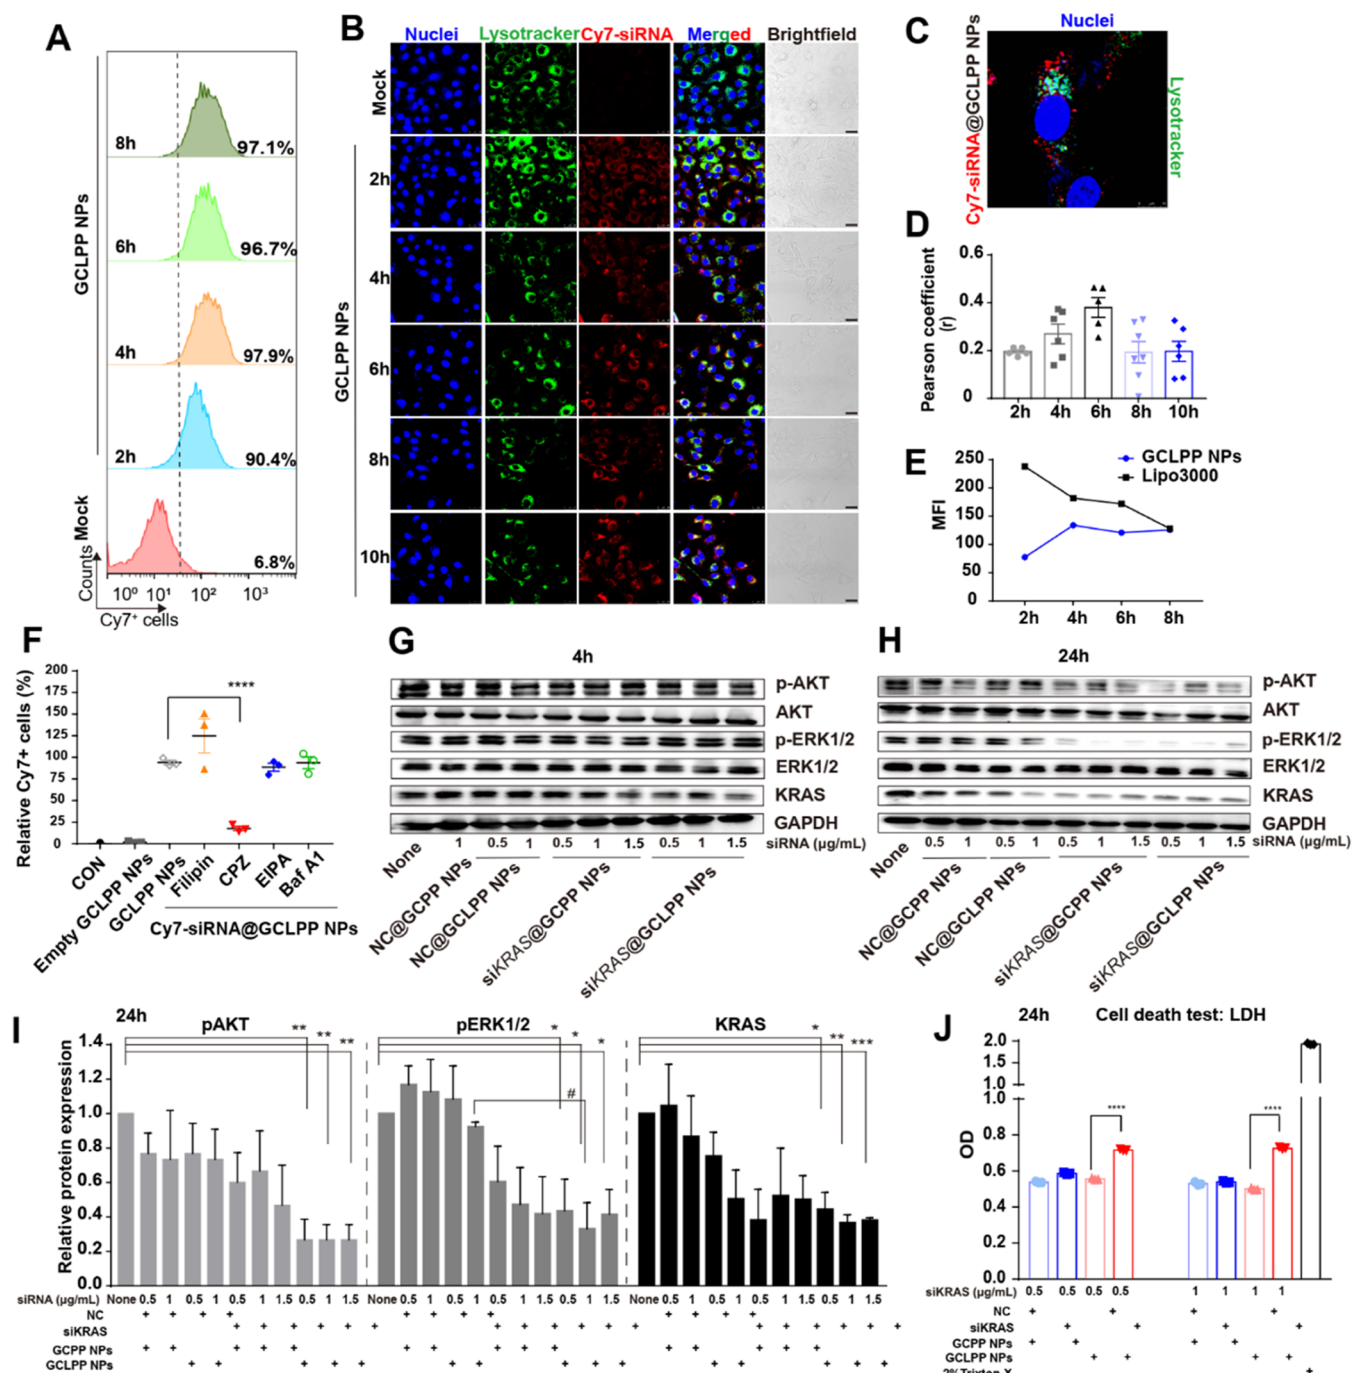 A
GCLPP NPs
8h
97.1%
6h
96.7%
4h
97.9%
2h
90.4%
Mock
6.8%
Counts
10⁰ 10¹ 10² 10³
Cy7⁺ cells
B
Nuclei Lysotracker Cy7-siRNA Merged Brightfield
Mock
GCLPP NPs
2h
4h
6h
8h
10h
C
Nuclei
Cy7-siRNA@GCLPP NPs
Lysotracker
D
Pearson coefficient
(r)
0.6
0.4
0.2
0
2h 4h 6h 8h 10h
E
GCLPP NPs
Lipo3000
MFI
250
200
150
100
50
0
2h 4h 6h 8h
F
Relative Cy7+ cells (%)
200
175
150
125
100
75
50
25
0
****
CON
Empty GCLPP NPs
GCLPP NPs
Filipin
CPZ
EIPA
Baf A1
Cy7-siRNA@GCLPP NPs
G
4h
p-AKT
AKT
p-ERK1/2
ERK1/2
KRAS
GAPDH
1 0.5 1 0.5 1 1.5 0.5 1 1.5 siRNA (μg/mL)
None
NC@GCPP NPs
NC@GCLPP NPs
siKRAS@GCPP NPs
siKRAS@GCLPP NPs
H
24h
p-AKT
AKT
p-ERK1/2
ERK1/2
KRAS
GAPDH
0.5 1 0.5 1 0.5 1 1.5 0.5 1 1.5 siRNA (μg/mL)
None
NC@GCPP NPs
NC@GCLPP NPs
siKRAS@GCPP NPs
siKRAS@GCLPP NPs
I
24h
pAKT ** ** **
pERK1/2 * * *
#
KRAS * ** ***
Relative protein expression
1.4
1.2
1.0
0.8
0.6
0.4
0.2
0.0
siRNA (μg/mL) None 0.5 1 0.5 1 0.5 1 1.5 0.5 1 1.5 None 0.5 1 0.5 1 0.5 1 1.5 0.5 1 1.5 None 0.5 1 0.5 1 0.5 1 1.5 0.5 1 1.5
NC + + + + + + + + + + + +
siKRAS
GCPP NPs
GCLPP NPs
J
24h
Cell death test: LDH
OD
2.0
1.5
1.0
1.0
0.8
0.6
0.4
0.2
0.0
****
****
siKRAS (μg/mL) 0.5 0.5 0.5 0.5 1 1 1 1
NC + + + +
siKRAS + + + +
GCPP NPs + + + +
GCLPP NPs + + + +